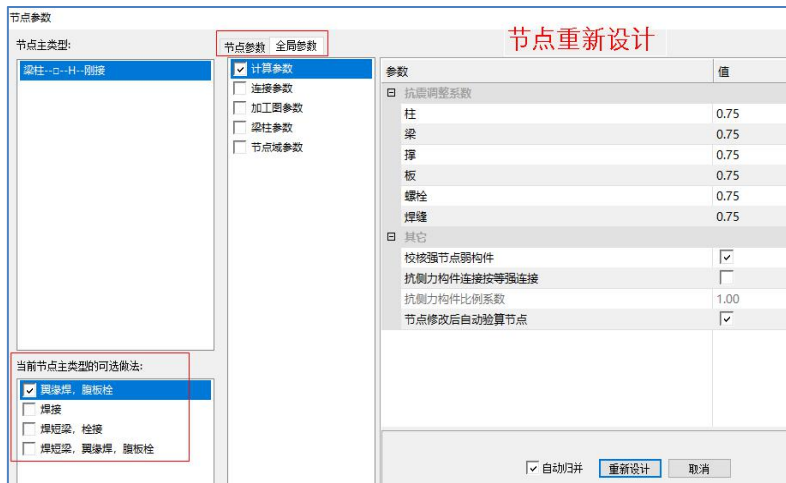 节点参数
节点主类型:
梁柱--□--H--刚接
节点参数 全局参数
节点重新设计
计算参数
连接参数
加工图参数
梁柱参数
节点域参数
参数 值
抗震调整系数
柱 0.75
梁 0.75
撑 0.75
板 0.75
螺栓 0.75
焊缝 0.75
其它
校核强节点弱构件
抗侧力构件连接按等强连接
抗侧力构件比例系数 1.00
节点修改后自动验算节点
当前节点主类型的可选做法:
翼缘焊, 腹板栓
焊接
焊短梁, 栓接
焊短梁, 翼缘焊, 腹板栓
自动归并 重新设计 取消